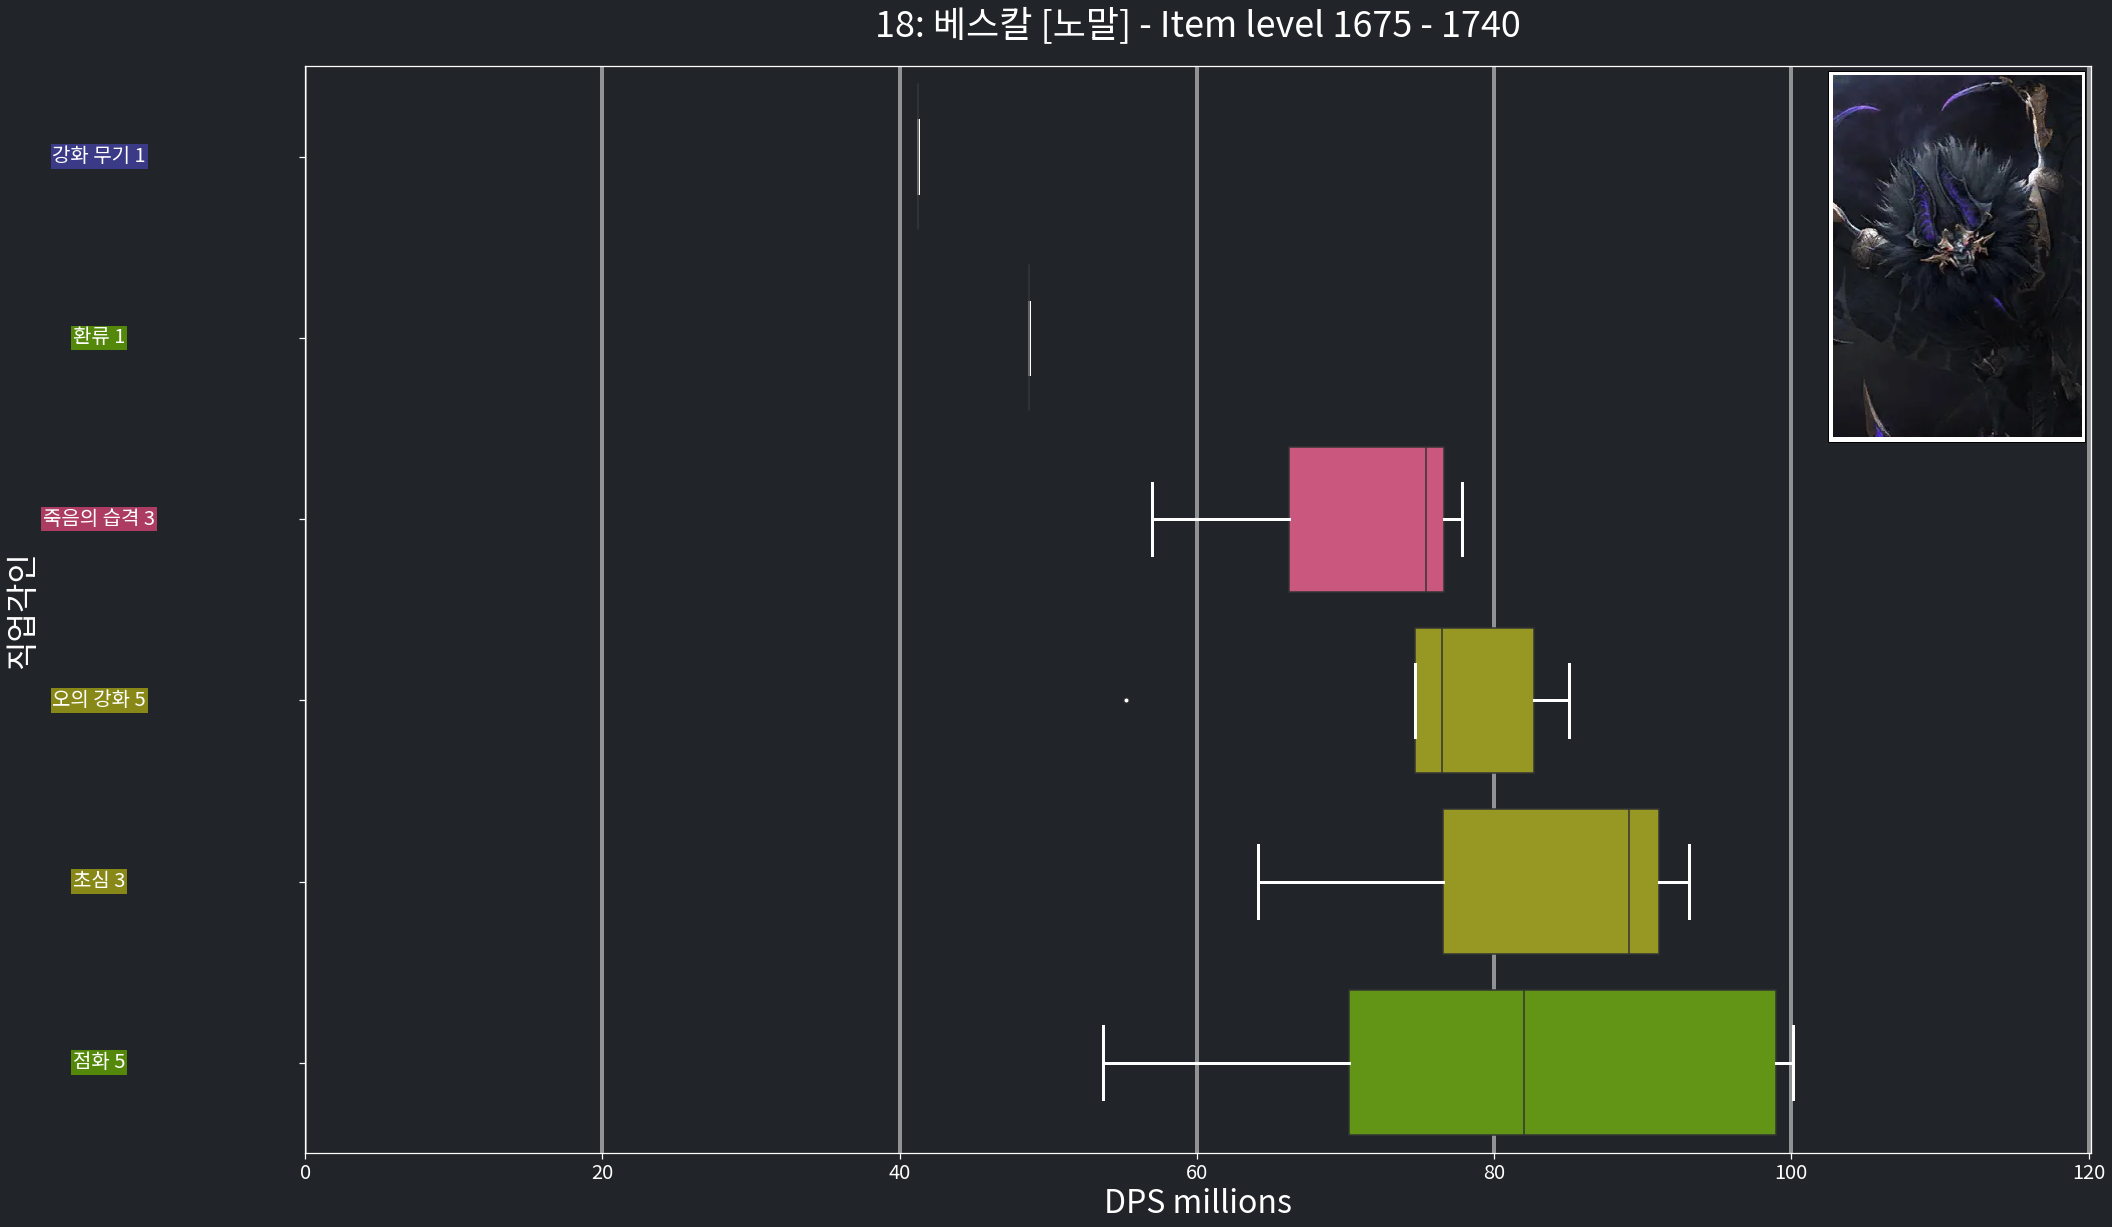 18: 베스칼 [노말] - Item level 1675 - 1740
직업각인
강화 무기 1
환류 1
죽음의 습격 3
오의 강화 5
초심 3
점화 5
0 20 40 60 80 100 120
DPS millions